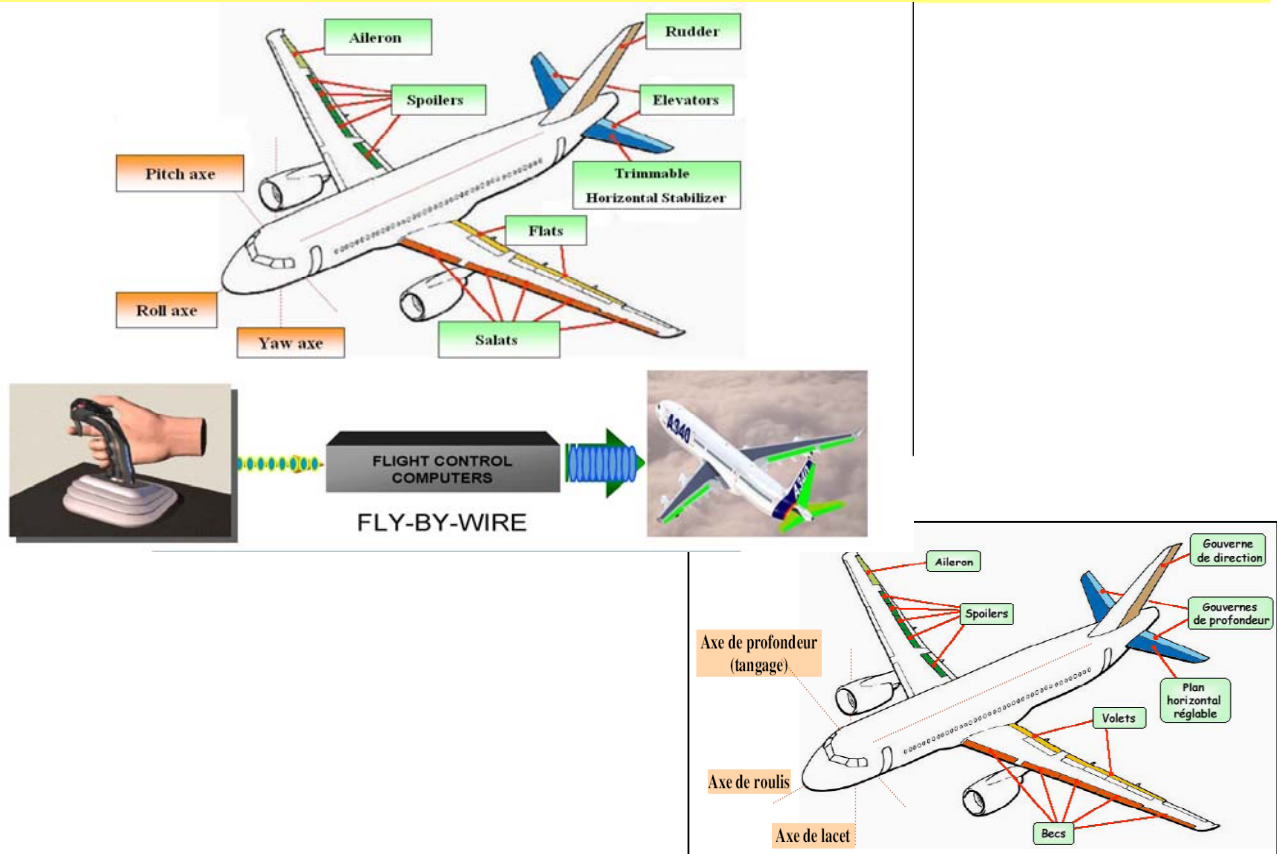 Aileron
Rudder
Spoilers
Elevators
Pitch axe
Trimmable
Horizontal Stabilizer
Flats
Roll axe
Yaw axe
Salats
A340
FLIGHT CONTROL
COMPUTERS
FLY-BY-WIRE
Aileron
Gouverne
de direction
Spoilers
Gouvernes
de profondeur
Axe de profondeur
(tangage)
Plan
horizontal
réglable
Volets
Axe de roulis
Axe de lacet
Becs